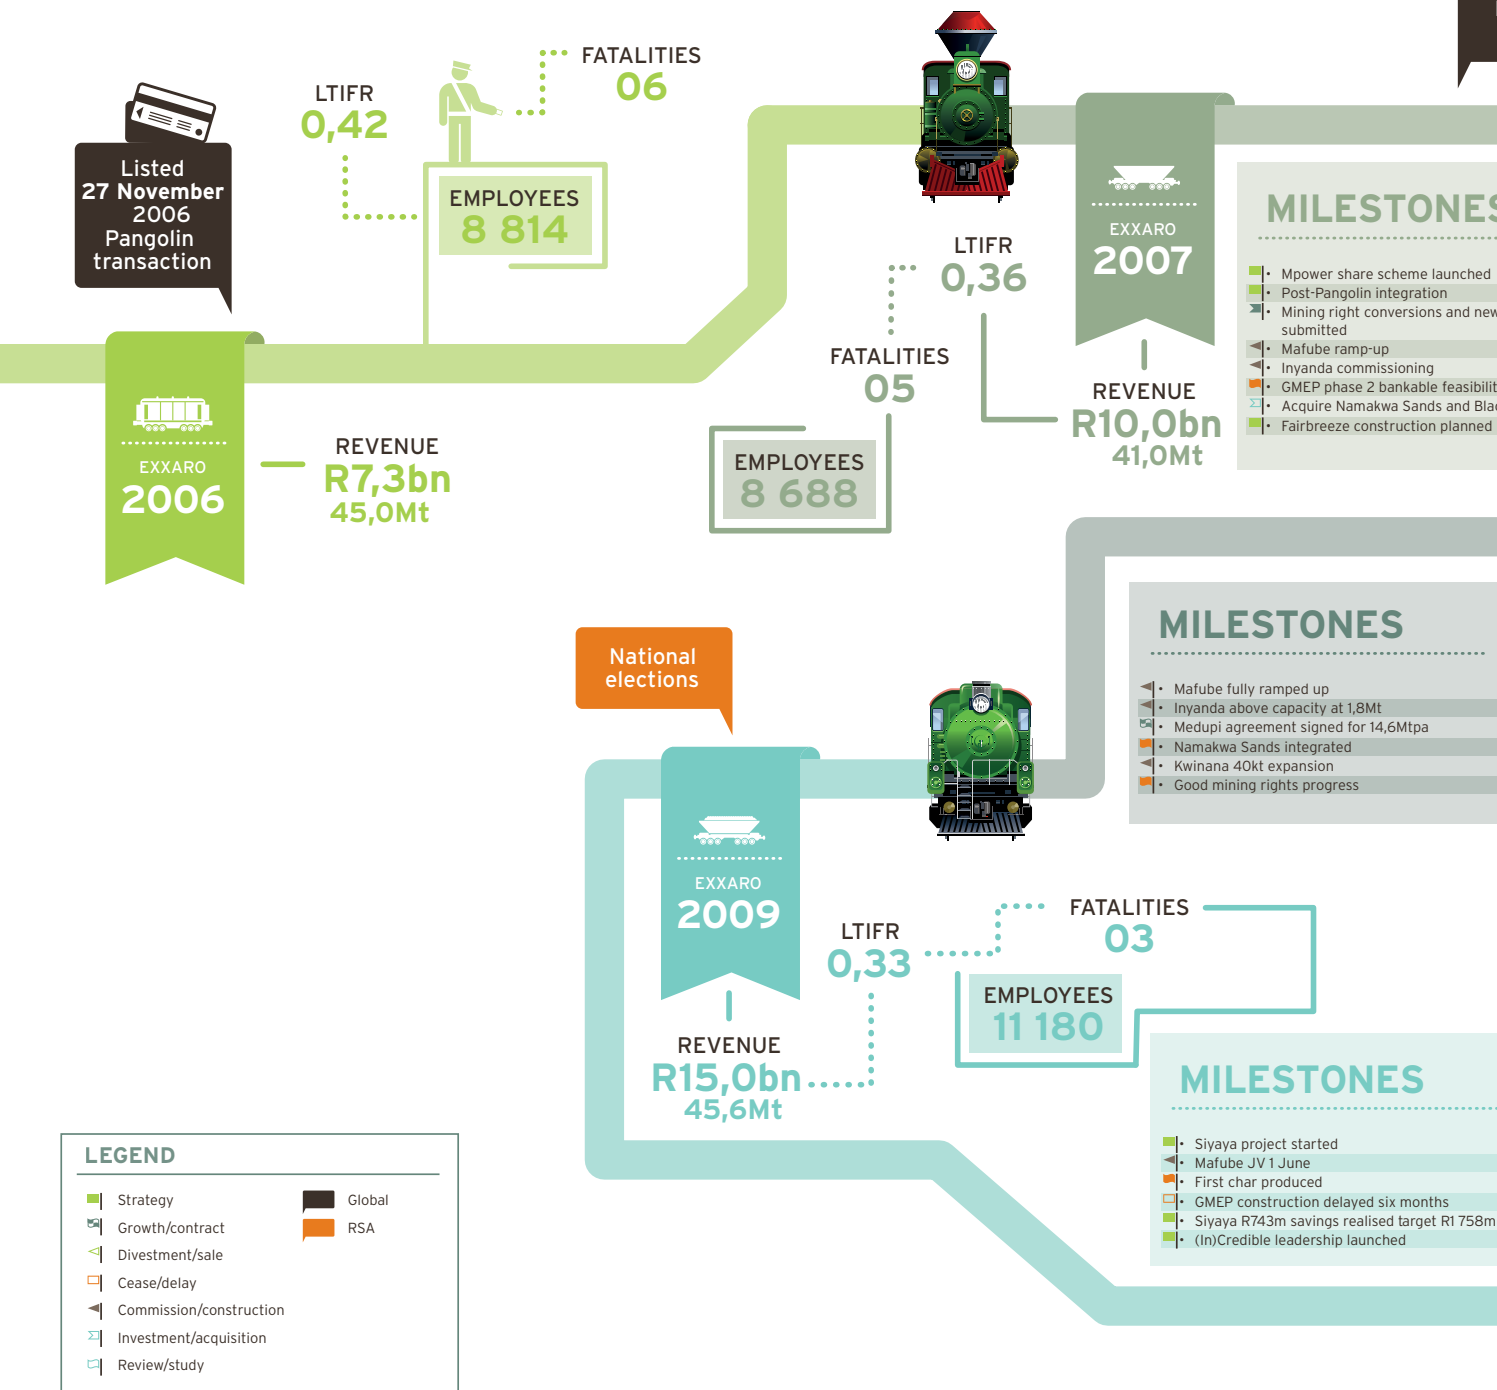 Listed
27 November
2006
Pangolin
transaction
LTIFR
0,42
FATALITIES
06
EMPLOYEES
8 814
EXXARO
2006
REVENUE
R7,3bn
45,0Mt
LTIFR
0,36
FATALITIES
05
EMPLOYEES
8 688
EXXARO
2007
REVENUE
R10,0bn
41,0Mt
MILESTONES
• Mpower share scheme launched
• Post-Pangolin integration
• Mining right conversions and new
submitted
• Mafube ramp-up
• Inyanda commissioning
• GMEP phase 2 bankable
• Acquire Namakwa Sands and
• Fairbreeze construction planned
MILESTONES
• Mafube fully ramped up
• Inyanda above capacity at 1,8Mt
• Medupi agreement signed for 14,6Mtpa
• Namakwa Sands integrated
• Kwinana 40kt expansion
• Good mining rights progress
National
elections
EXXARO
2009
LTIFR
0,33
FATALITIES
03
EMPLOYEES
11 180
REVENUE
R15,0bn
45,6Mt
MILESTONES
• Siyaya project started
• Mafube JV 1 June
• First char produced
• GMEP construction delayed six months
• Siyaya R743m savings realised target R1 758m
• (In)Credible leadership launched
LEGEND
Strategy
Growth/contract
Divestment/sale
Cease/delay
Commission/construction
Investment/acquisition
Review/study
Global
RSA